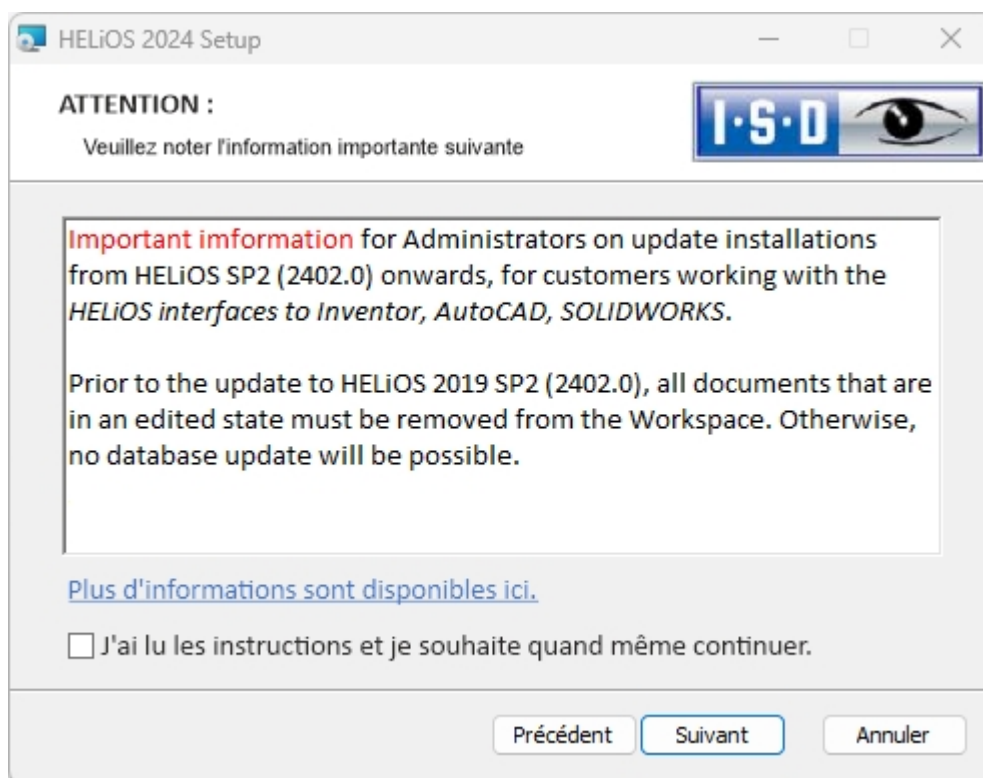 HELiOS 2024 Setup
ATTENTION :
Veuillez noter l'information importante suivante
I·S·D
Important imformation for Administrators on update installations
from HELiOS SP2 (2402.0) onwards, for customers working with the
HELiOS interfaces to Inventor, AutoCAD, SOLIDWORKS.
Prior to the update to HELiOS 2019 SP2 (2402.0), all documents that are
in an edited state must be removed from the Workspace. Otherwise,
no database update will be possible.
Plus d'informations sont disponibles ici.
J'ai lu les instructions et je souhaite quand même continuer.
Précédent
Suivant
Annuler